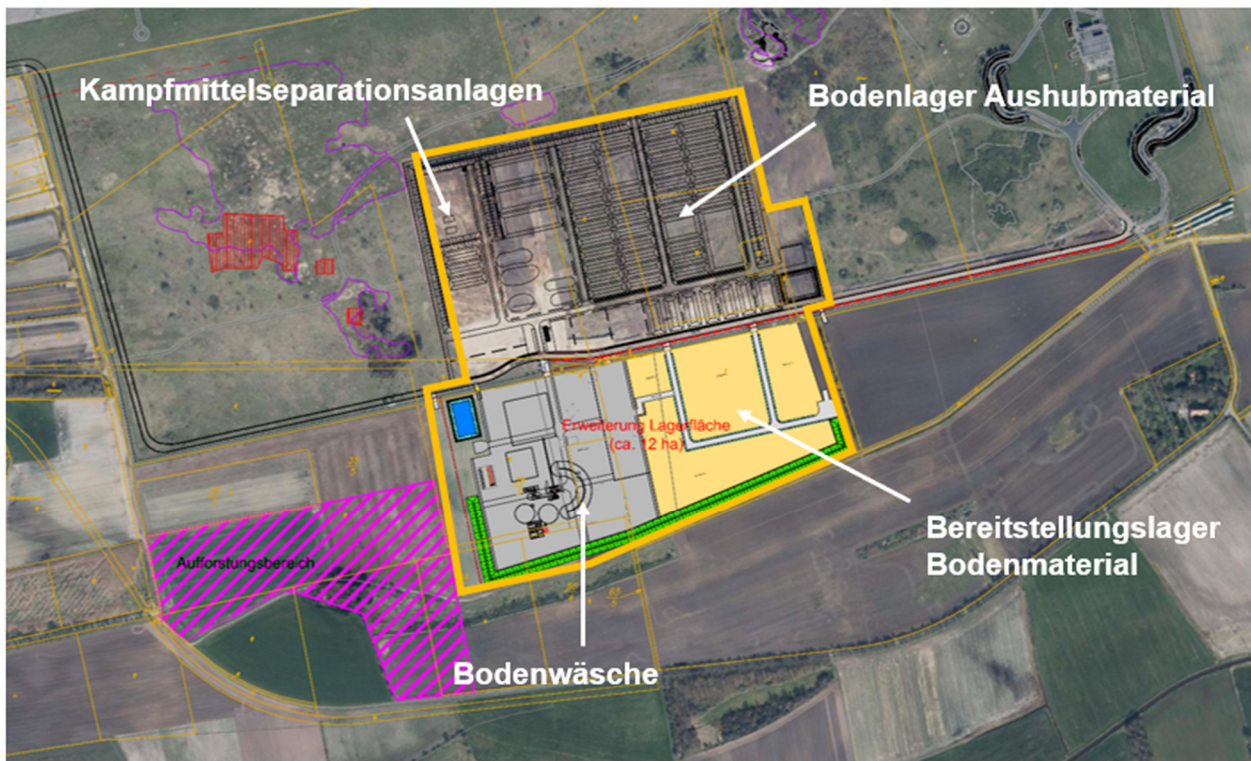 Kampfmittelseparationsanlagen
Bodenlager Aushubmaterial
Erweiterung Lagerfläche
(ca. 12 ha)
Bereitstellungslager
Bodenmaterial
Aufforstungsbereich
Bodenwäsche